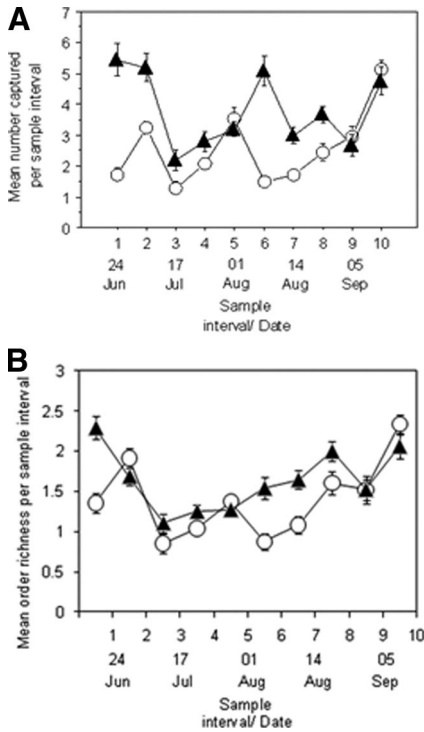 A
Mean number captured
per sample interval
7
6
5
4
3
2
1
0
1 2 3 4 5 6 7 8 9 10
24 17 01 14 05
Jun Jul Aug Aug Sep
Sample
interval/ Date
B
Mean order richness per sample interval
3
2.5
2
1.5
1
0.5
0
1 2 3 4 5 6 7 8 9 10
24 17 01 14 05
Jun Jul Aug Aug Sep
Sample
interval/ Date